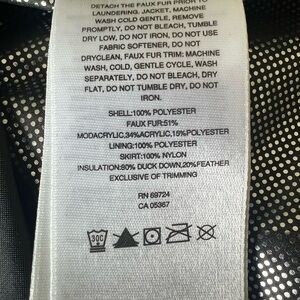 DETACH THE FAUX FUR PRIOR TO
LAUNDERING. JACKET, MACHINE
WASH COLD GENTLE, REMOVE
PROMPTLY, DO NOT BLEACH, TUMBLE
DRY LOW, DO NOT IRON, DO NOT USE
FABRIC SOFTENER, DO NOT
DRYCLEAN, FAUX FUR TRIM: MACHINE
WASH, COLD, GENTLE CYCLE, WASH
SEPARATELY, DO NOT BLEACH, DRY
FLAT, DO NOT TUMBLE DRY, DO NOT
IRON.
SHELL:100% POLYESTER
FAUX FUR:51%
MODACRYLIC,34%ACRYLIC,15%POLYESTER
LINING:100% POLYESTER
SKIRT:100% NYLON
INSULATION:80% DUCK DOWN,20%FEATHER
EXCLUSIVE OF TRIMMING
RN 69724
CA 05367
30C